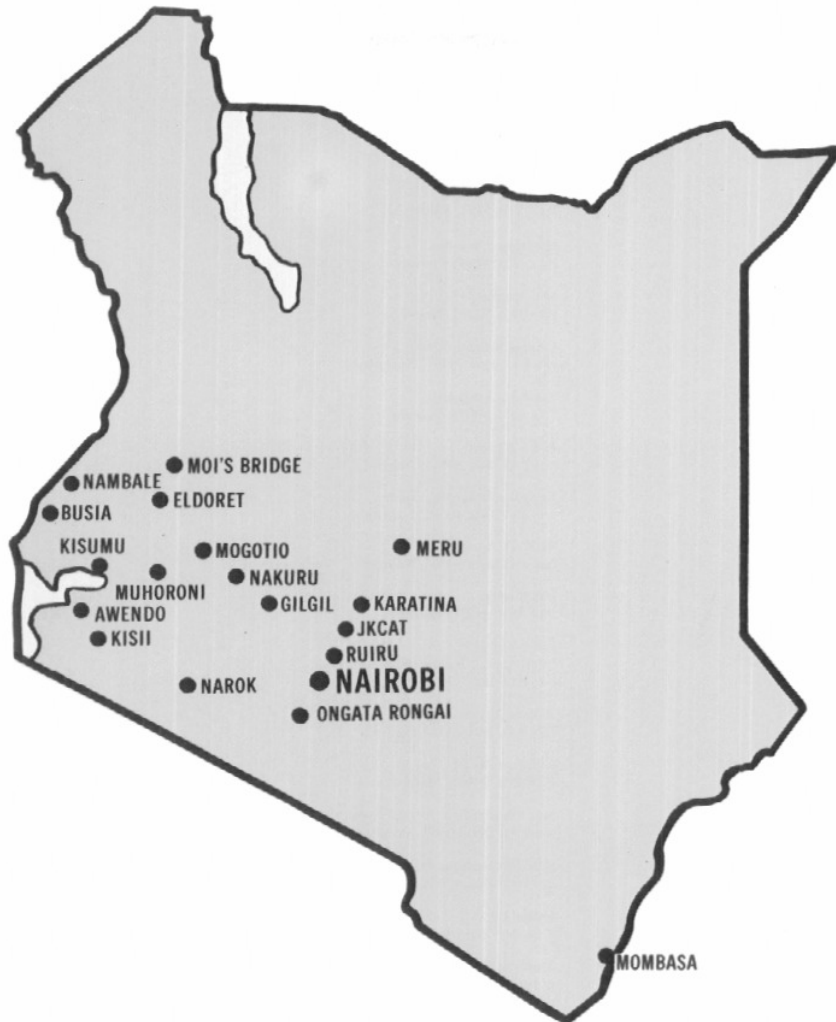 MOI'S BRIDGE
NAMBALE
ELDORET
BUSIA
KISUMU
MOGOTIO
MERU
MUHORONI
NAKURU
GILGIL
KARATINA
AWENDO
JKCAT
KISII
RUIRU
NAROK
NAIROBI
ONGATA RONGAI
MOMBASA